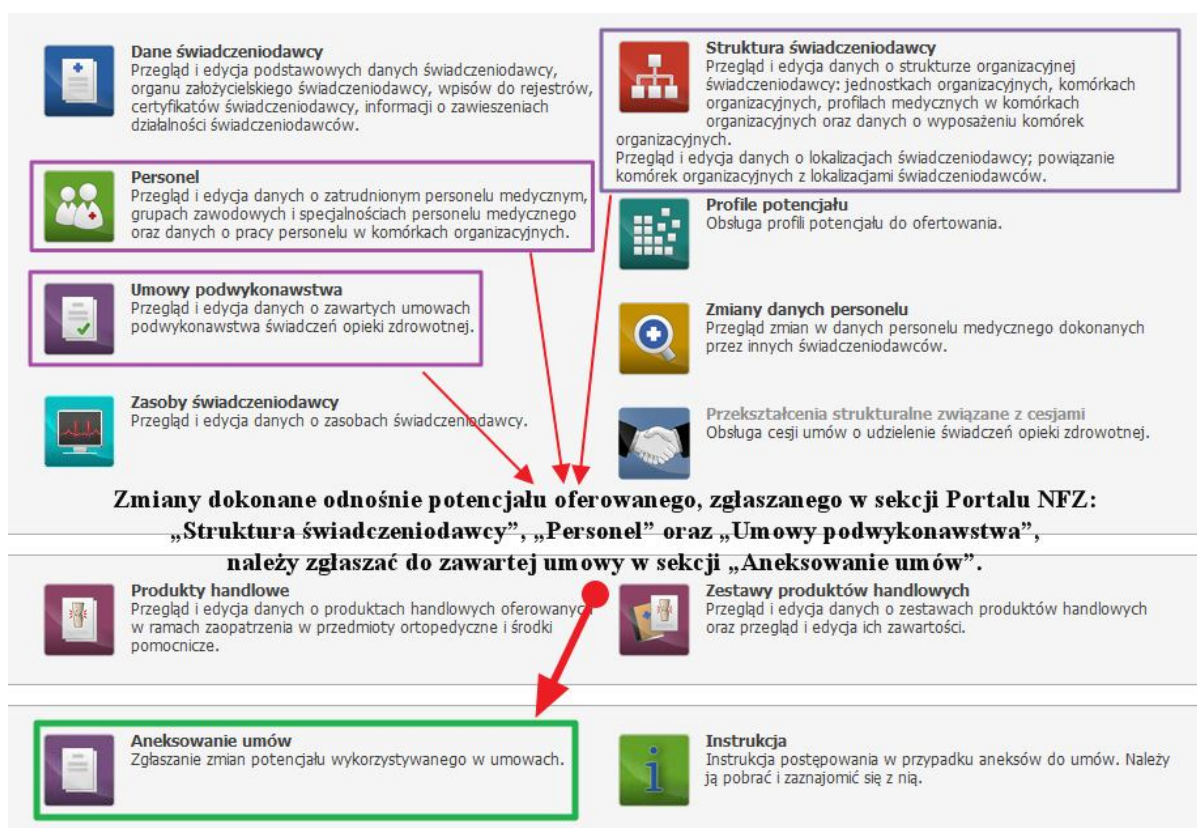 Dane świadczeniodawcy
Przegląd i edycja podstawowych danych świadczeniodawcy,
organu założycielskiego świadczeniodawcy, wpisów do rejestrów,
certyfikatów świadczeniodawcy, informacji o zawieszeniach
działalności świadczeniodawców.
Struktura świadczeniodawcy
Przegląd i edycja danych o strukturze organizacyjnej
świadczeniodawcy: jednostkach organizacyjnych, komórkach
organizacyjnych, profilach medycznych w komórkach
organizacyjnych oraz danych o wyposażeniu komórek
organizacyjnych.
Przegląd i edycja danych o lokalizacjach świadczeniodawcy; powiązanie
komórek organizacyjnych z lokalizacjami świadczeniodawców.
Personel
Przegląd i edycja danych o zatrudnionym personelu medycznym,
grupach zawodowych i specjalnościach personelu medycznego
oraz danych o pracy personelu w komórkach organizacyjnych.
Profile potencjału
Obsługa profili potencjału do ofertowania.
Umowy podwykonawstwa
Przegląd i edycja danych o zawartych umowach
podwykonawstwa świadczeń opieki zdrowotnej.
Zmiany danych personelu
Przegląd zmian w danych personelu medycznego dokonanych
przez innych świadczeniodawców.
Zasoby świadczeniodawcy
Przegląd i edycja danych o zasobach świadczeniodawcy.
Przekształcenia strukturalne związane z cesjami
Obsługa cesji umów o udzielenie świadczeń opieki zdrowotnej.
Zmiany dokonane odnośnie potencjału oferowanego, zgłaszanego w sekcji Portalu NFZ:
„Struktura świadczeniodawcy”, „Personel” oraz „Umowy podwykonawstwa”,
należy zgłaszać do zawartej umowy w sekcji „Aneksowanie umów”.
Produkty handlowe
Przegląd i edycja danych o produktach handlowych oferowanych
w ramach zaopatrzenia w przedmioty ortopedyczne i środki
pomocnicze.
Zestawy produktów handlowych
Przegląd i edycja danych o zestawach produktów handlowych
oraz przegląd i edycja ich zawartości.
Aneksowanie umów
Zgłaszanie zmian potencjału wykorzystywanego w umowach.
Instrukcja
Instrukcja postępowania w przypadku aneksów do umów. Należy
ją pobrać i zaznajomić się z nią.